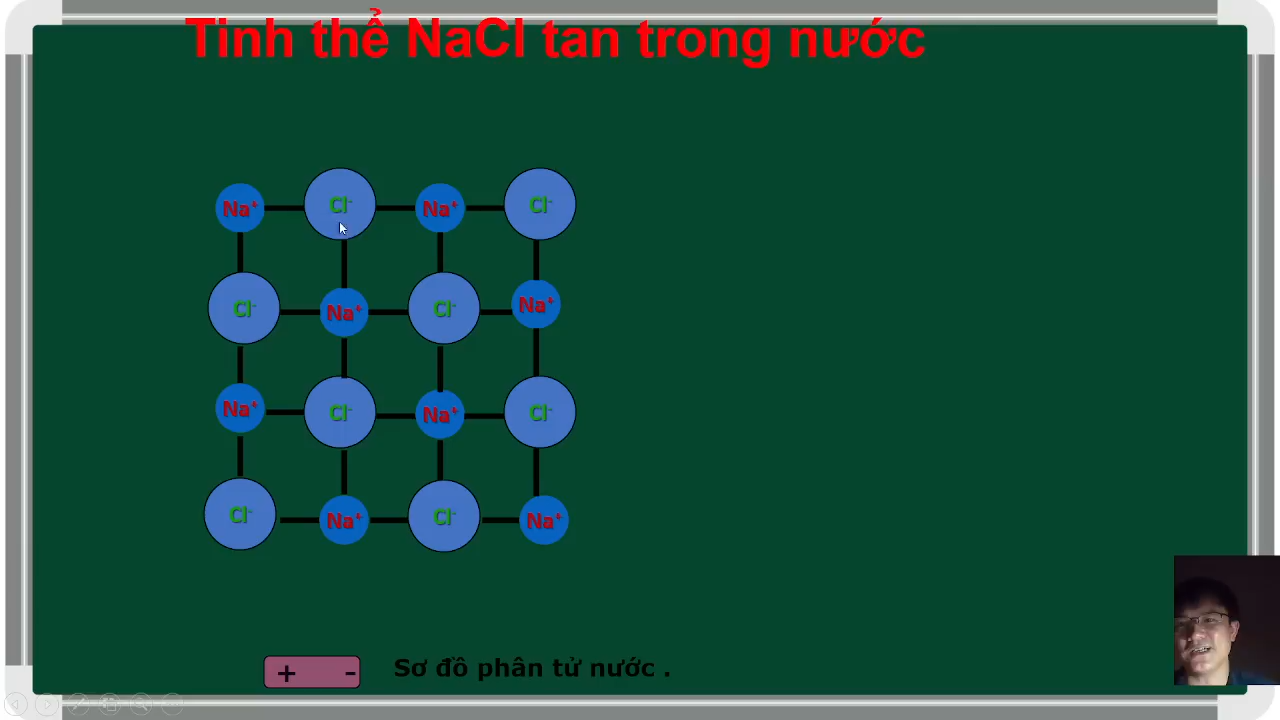 Tinh thể NaCl tan trong nước
Na⁺ Cl⁻ Na⁺ Cl⁻
Cl⁻ Na⁺ Cl⁻ Na⁺
Na⁺ Cl⁻ Na⁺ Cl⁻
Cl⁻ Na⁺ Cl⁻ Na⁺
+ - Sơ đồ phân tử nước .